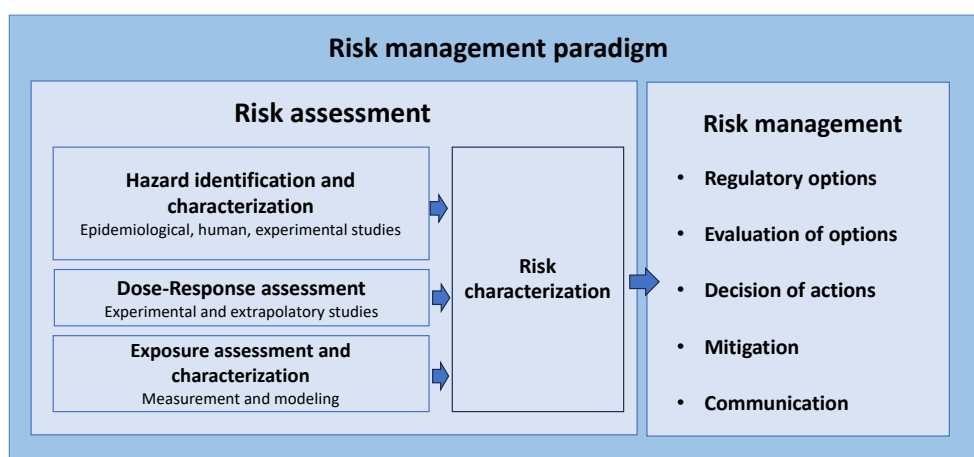 Risk management paradigm
Risk assessment
Hazard identification and
characterization
Epidemiological, human, experimental studies
Dose-Response assessment
Experimental and extrapolatory studies
Exposure assessment and
characterization
Measurement and modeling
Risk
characterization
Risk management
• Regulatory options
• Evaluation of options
• Decision of actions
• Mitigation
• Communication